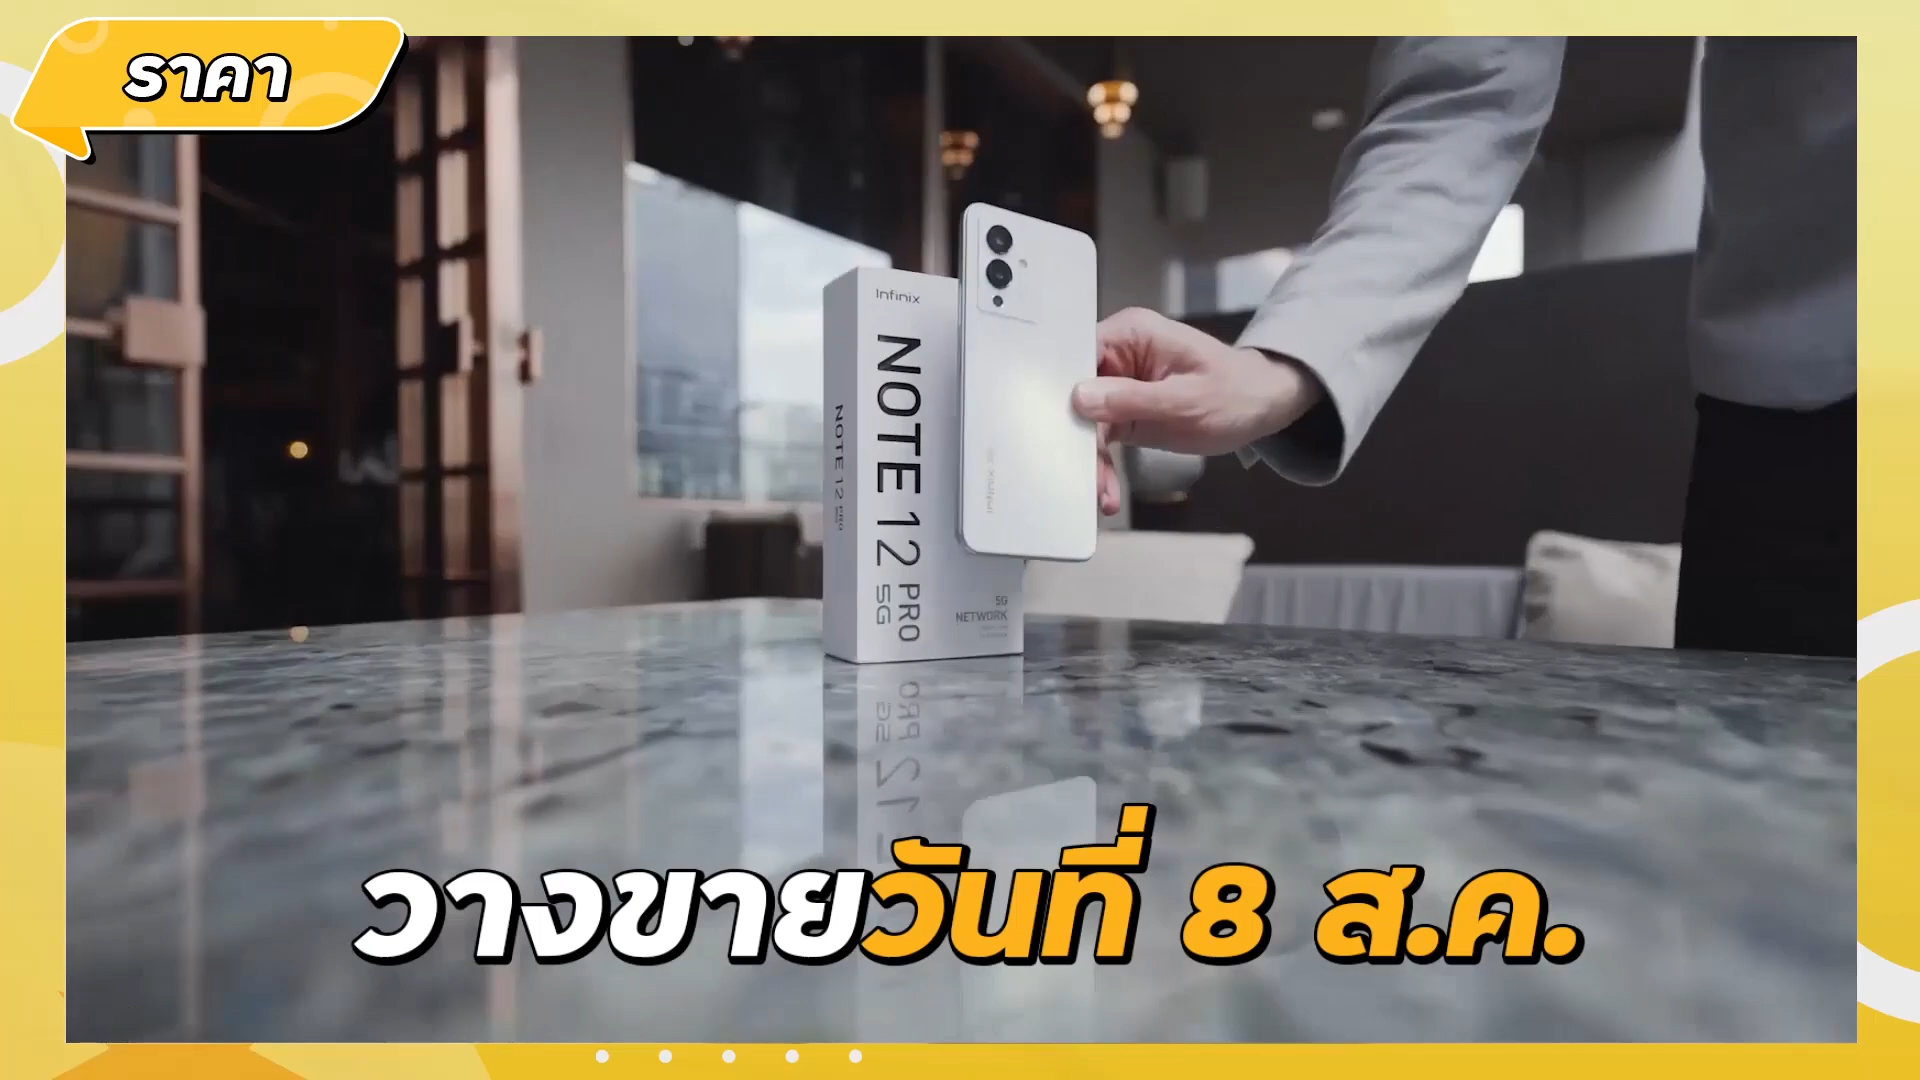 ราคา
Infinix
NOTE 12 PRO 5G
NOTE 12 PRO
5G
NETWORK
Infinix
วางขายวันที่ 8 ส.ค.